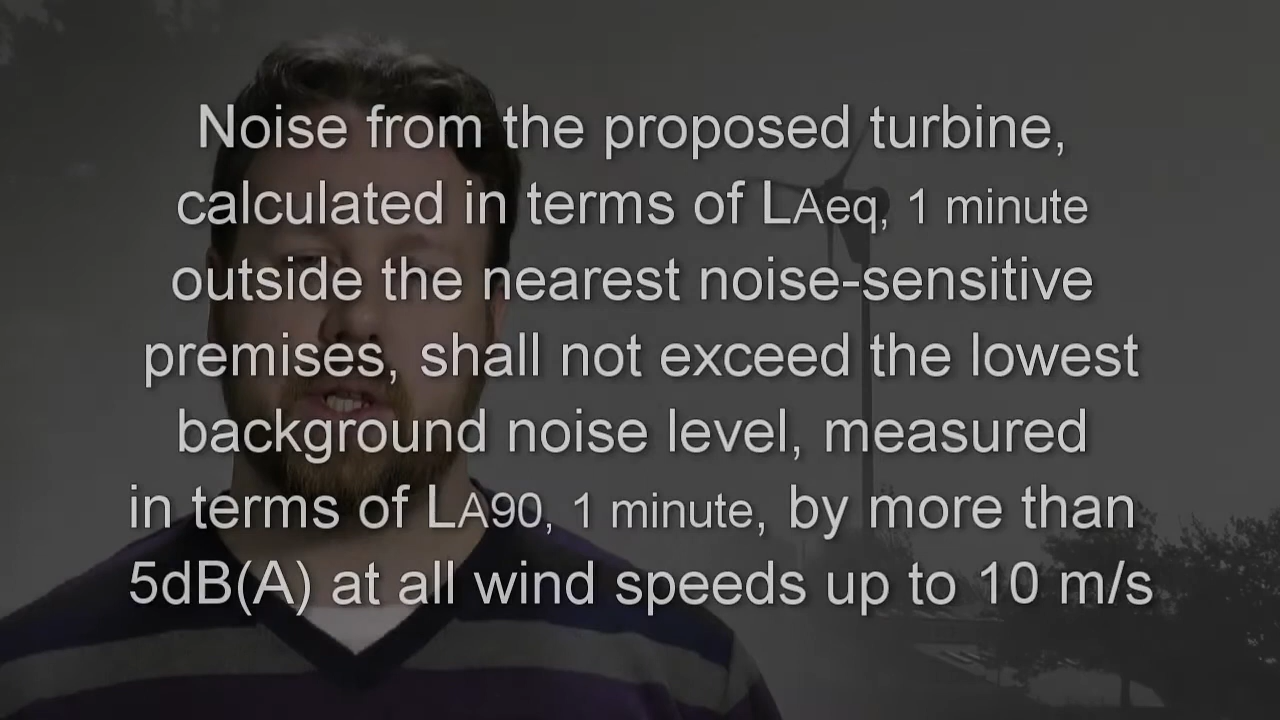 Noise from the proposed turbine,
calculated in terms of LAeq, 1 minute
outside the nearest noise-sensitive
premises, shall not exceed the lowest
background noise level, measured
in terms of LA90, 1 minute, by more than
5dB(A) at all wind speeds up to 10 m/s